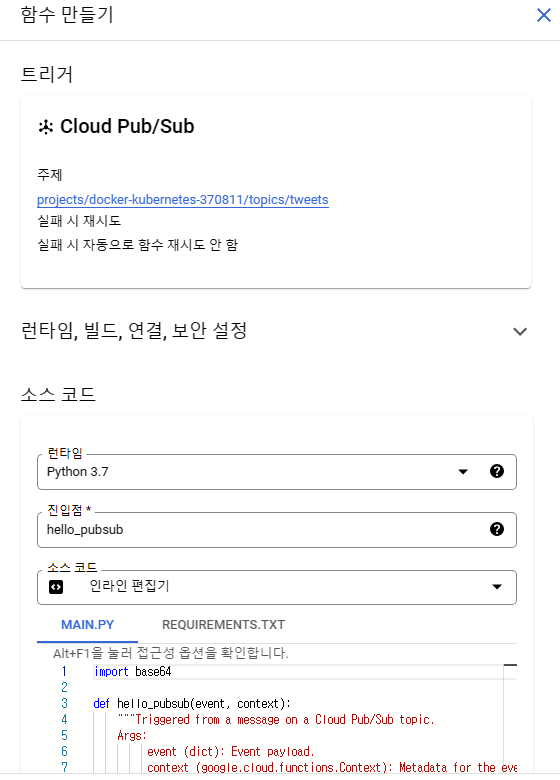 함수 만들기
트리거
Cloud Pub/Sub
주제
projects/docker-kubernetes-370811/topics/tweets
실패 시 재시도
실패 시 자동으로 함수 재시도 안 함
런타임, 빌드, 연결, 보안 설정
소스 코드
런타임
Python 3.7
진입점 *
hello_pubsub
소스 코드
인라인 편집기
MAIN.PY REQUIREMENTS.TXT
Alt+F1을 눌러 접근성 옵션을 확인합니다.
1 import base64
2
3 def hello_pubsub(event, context):
4 """Triggered from a message on a Cloud Pub/Sub topic.
5 Args:
6 event (dict): Event payload.
7 context (google.cloud.functions.Context): Metadata for the eve